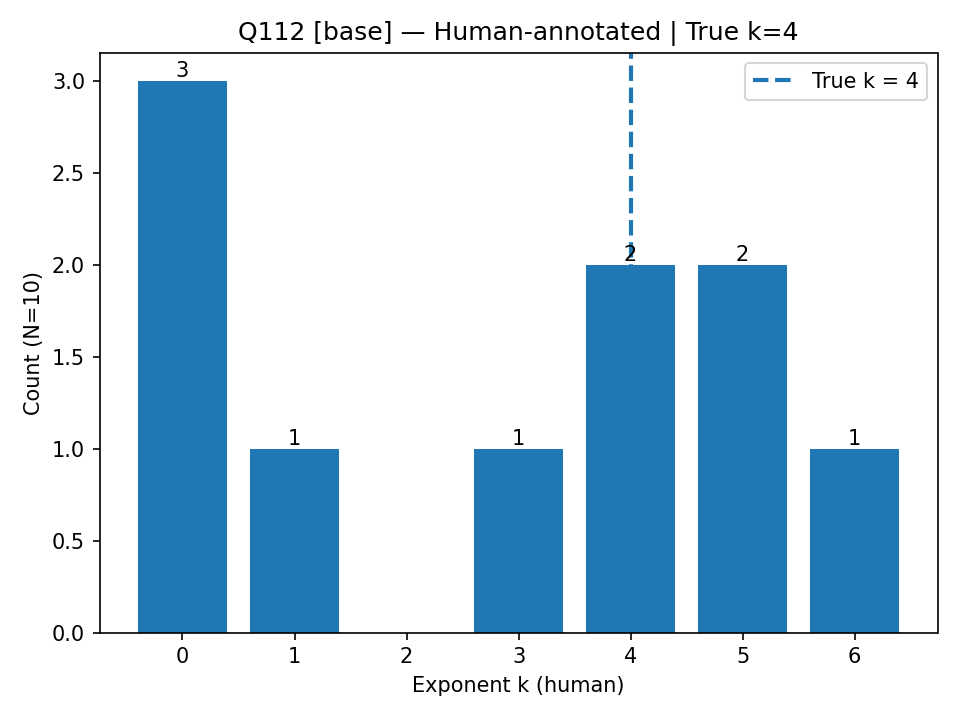 Q112 [base] — Human-annotated | True k=4
True k = 4
Count (N=10)
3.0
2.5
2.0
1.5
1.0
0.5
0.0
3
1
1
2
2
1
0 1 2 3 4 5 6
Exponent k (human)